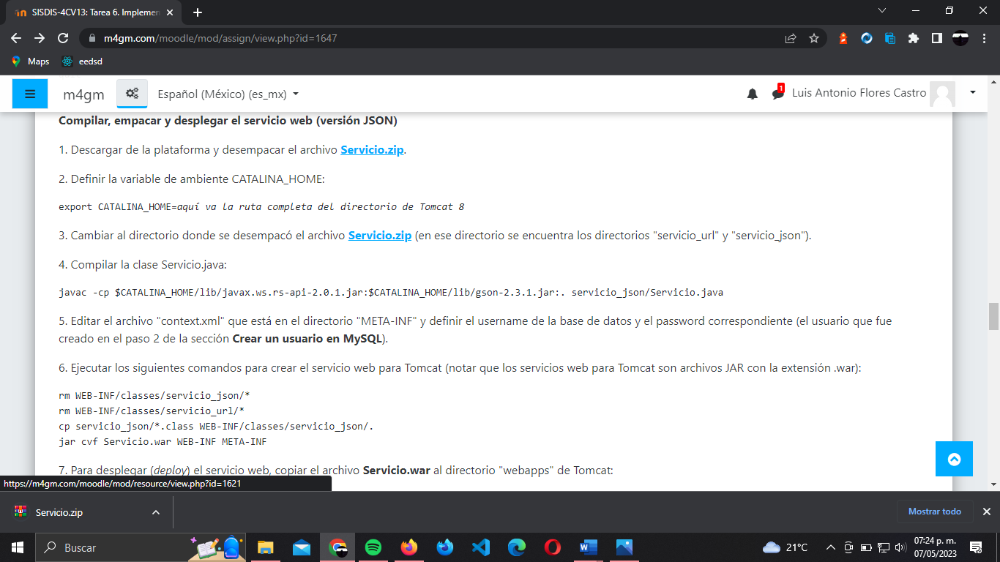 SISDIS-4CV13: Tarea 6. Implemen
m4gm.com/moodle/mod/assign/view.php?id=1647
Maps
eedsd
m4gm
Español (México) (es_mx)
1
Luis Antonio Flores Castro
Compilar, empacar y desplegar el servicio web (versión JSON)
1. Descargar de la plataforma y desempacar el archivo Servicio.zip.
2. Definir la variable de ambiente CATALINA_HOME:
export CATALINA_HOME=aquí va la ruta completa del directorio de Tomcat 8
3. Cambiar al directorio donde se desempacó el archivo Servicio.zip (en ese directorio se encuentra los directorios "servicio_url" y "servicio_json").
4. Compilar la clase Servicio.java:
javac -cp $CATALINA_HOME/lib/javax.ws.rs-api-2.0.1.jar:$CATALINA_HOME/lib/gson-2.3.1.jar:. servicio_json/Servicio.java
5. Editar el archivo "context.xml" que está en el directorio "META-INF" y definir el username de la base de datos y el password correspondiente (el usuario que fue
creado en el paso 2 de la sección Crear un usuario en MySQL).
6. Ejecutar los siguientes comandos para crear el servicio web para Tomcat (notar que los servicios web para Tomcat son archivos JAR con la extensión .war):
rm WEB-INF/classes/servicio_json/*
rm WEB-INF/classes/servicio_url/*
cp servicio_json/*.class WEB-INF/classes/servicio_json/.
jar cvf Servicio.war WEB-INF META-INF
7. Para desplegar (deploy) el servicio web, copiar el archivo Servicio.war al directorio "webapps" de Tomcat:
https://m4gm.com/moodle/mod/resource/view.php?id=1621
Servicio.zip
Mostrar todo
Buscar
21°C
07:24 p. m.
07/05/2023